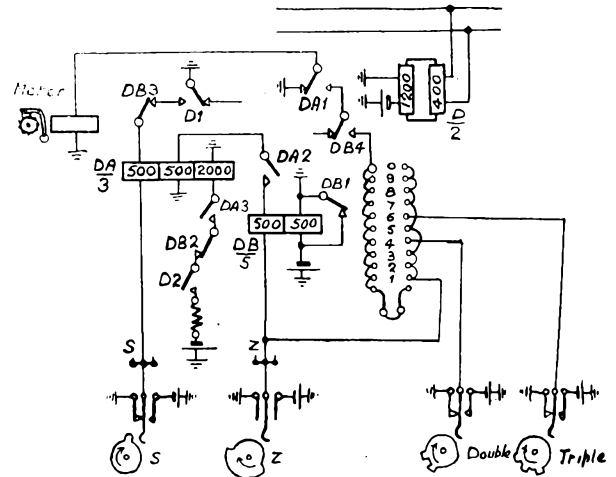 Motor
DB3
D1
DA1
DB4
1200
400
D
2
DA
3
500
500
2000
DA2
DB1
DA3
DB2
D2
DB
5
500
500
0
9
8
7
6
5
4
3
2
1
S
Z
S
Z
Double
Triple